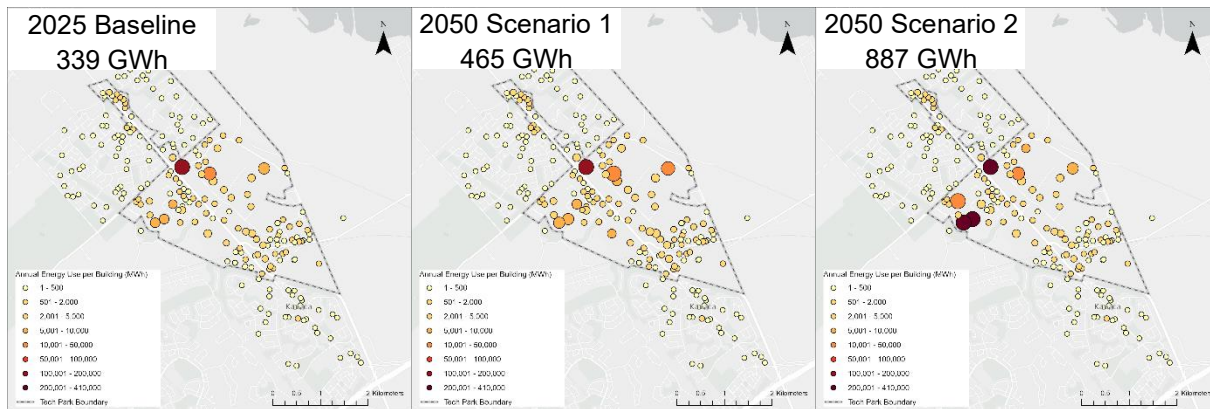 2025 Baseline
339 GWh
N
Annual Energy Use per Building (MWh)
1 - 500
501 - 2,000
2,001 - 5,000
5,001 - 10,000
10,001 - 60,000
50,001 - 100,000
100,001 - 200,000
200,001 - 410,000
Tech Park Boundary
Kanata
0 0.5 1 2 Kilometers
2050 Scenario 1
465 GWh
N
Annual Energy Use per Building (MWh)
1 - 500
501 - 2,000
2,001 - 5,000
5,001 - 10,000
10,001 - 60,000
50,001 - 100,000
100,001 - 200,000
200,001 - 410,000
Tech Park Boundary
Kanata
0 0.5 1 2 Kilometers
2050 Scenario 2
887 GWh
N
Annual Energy Use per Building (MWh)
1 - 500
501 - 2,000
2,001 - 5,000
5,001 - 10,000
10,001 - 60,000
50,001 - 100,000
100,001 - 200,000
200,001 - 410,000
Tech Park Boundary
Kanata
0 0.5 1 2 Kilometers